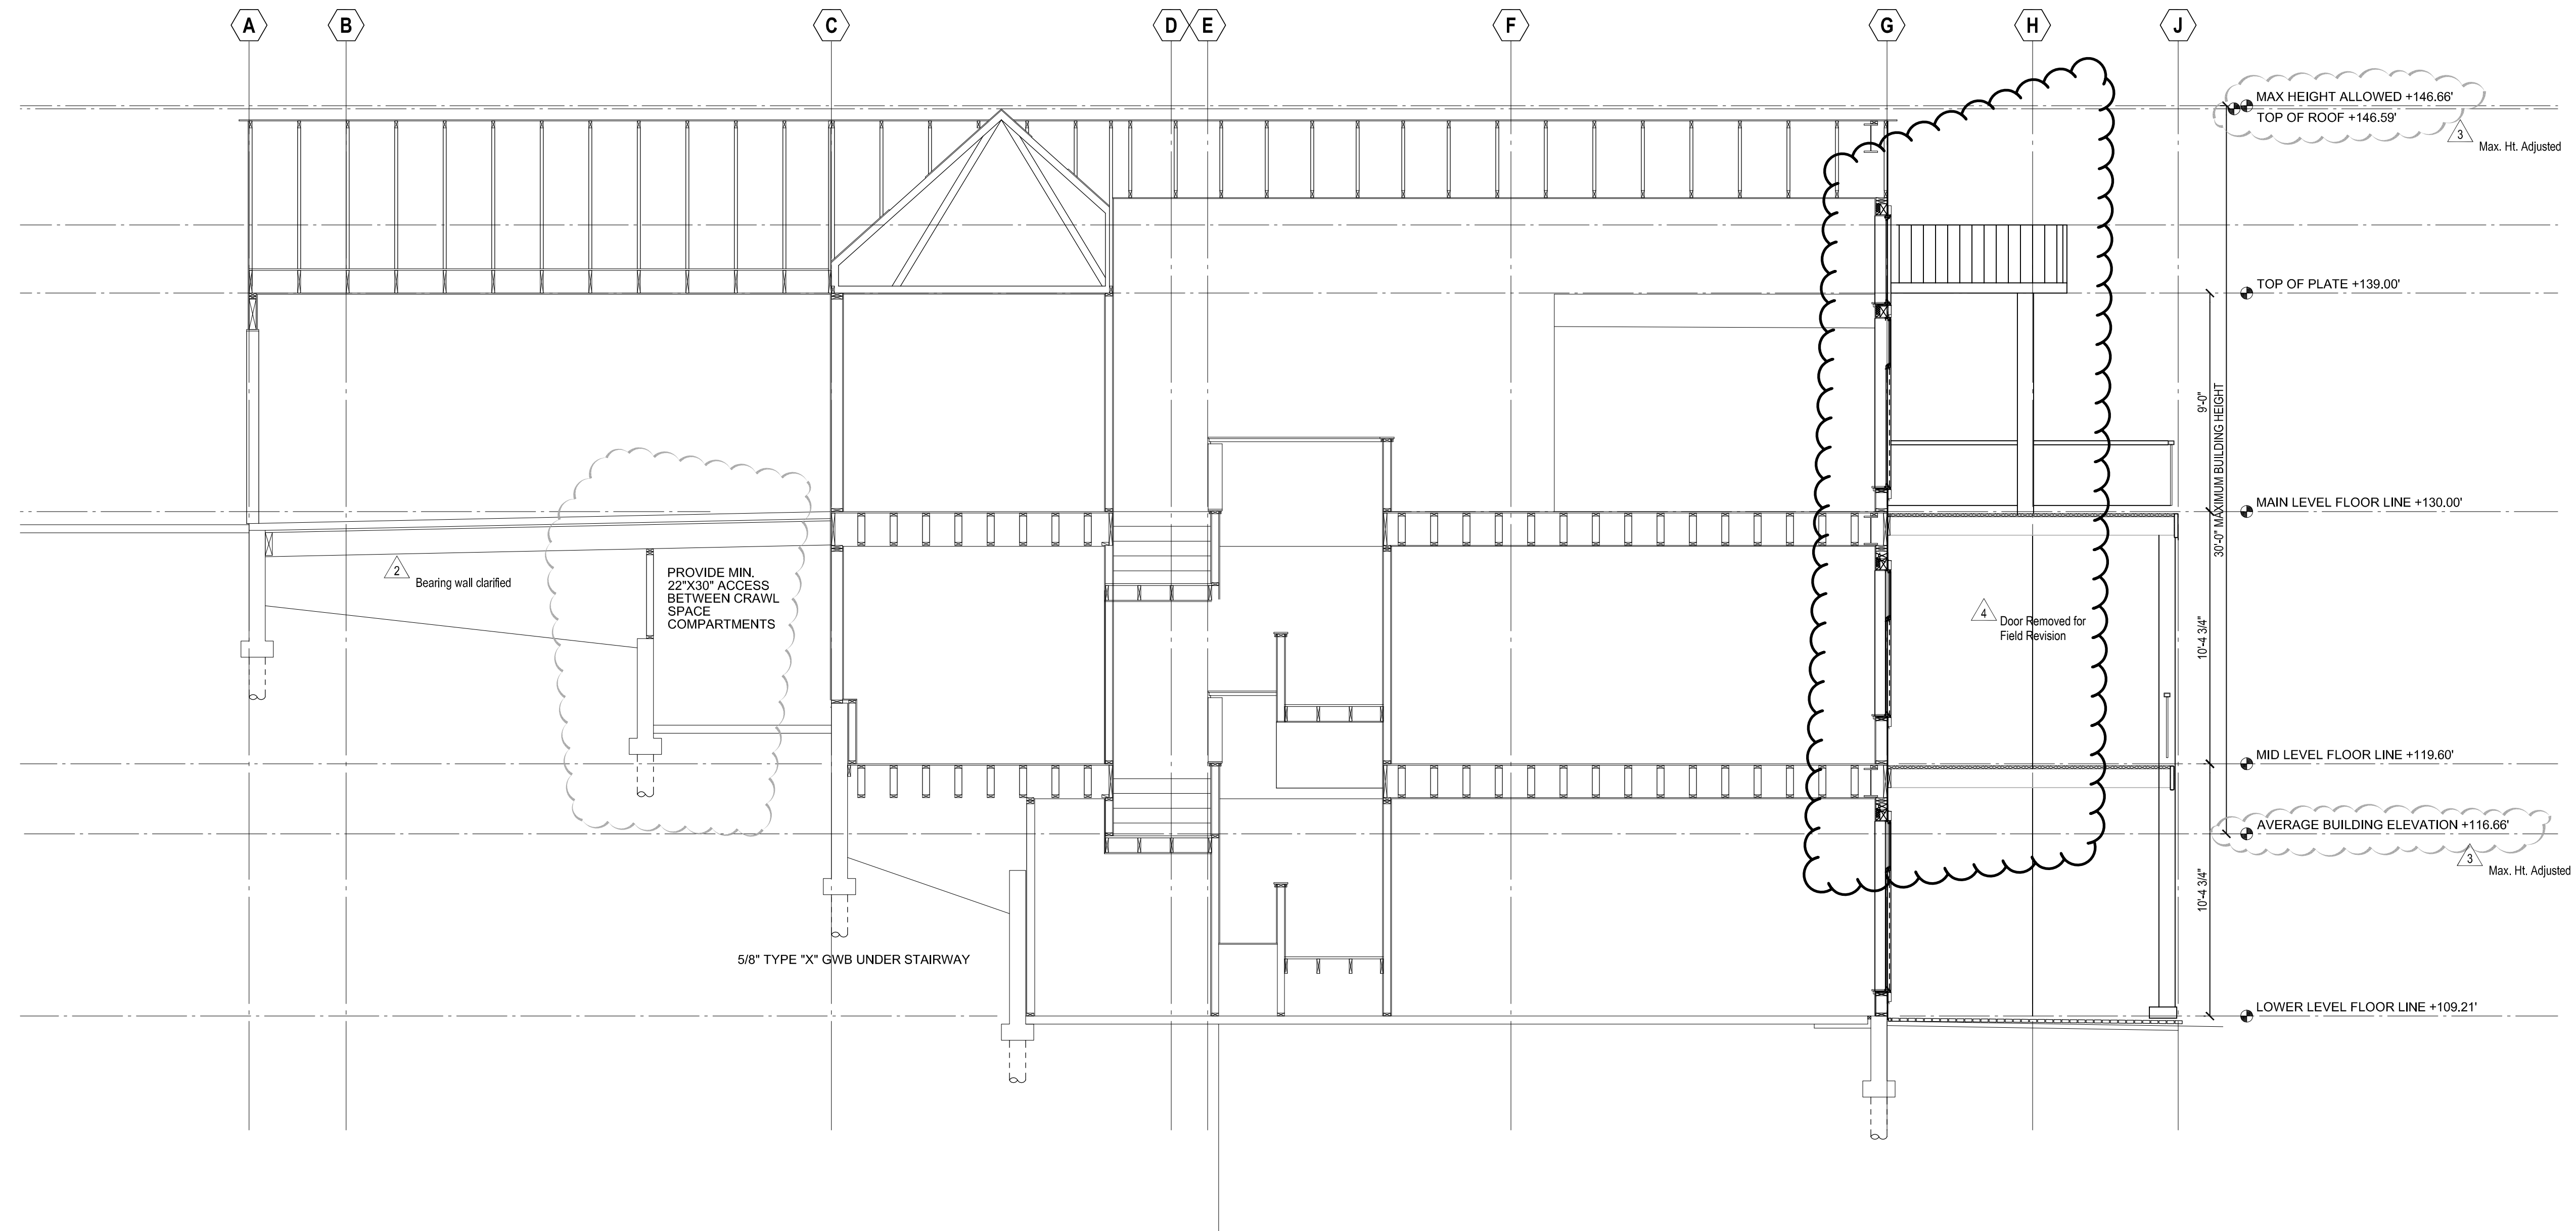 A
B
C
D
E
F
G
H
J
MAX HEIGHT ALLOWED +146.66'
TOP OF ROOF +146.59'
3
Max. Ht. Adjusted
TOP OF PLATE +139.00'
9'-0"
30'-0" MAXIMUM BUILDING HEIGHT
MAIN LEVEL FLOOR LINE +130.00'
2
Bearing wall clarified
PROVIDE MIN.
22"X30" ACCESS
BETWEEN CRAWL
SPACE
COMPARTMENTS
4
Door Removed for
Field Revision
10'-4 3/4"
MID LEVEL FLOOR LINE +119.60'
AVERAGE BUILDING ELEVATION +116.66'
3
Max. Ht. Adjusted
10'-4 3/4"
5/8" TYPE "X" GWB UNDER STAIRWAY
LOWER LEVEL FLOOR LINE +109.21'